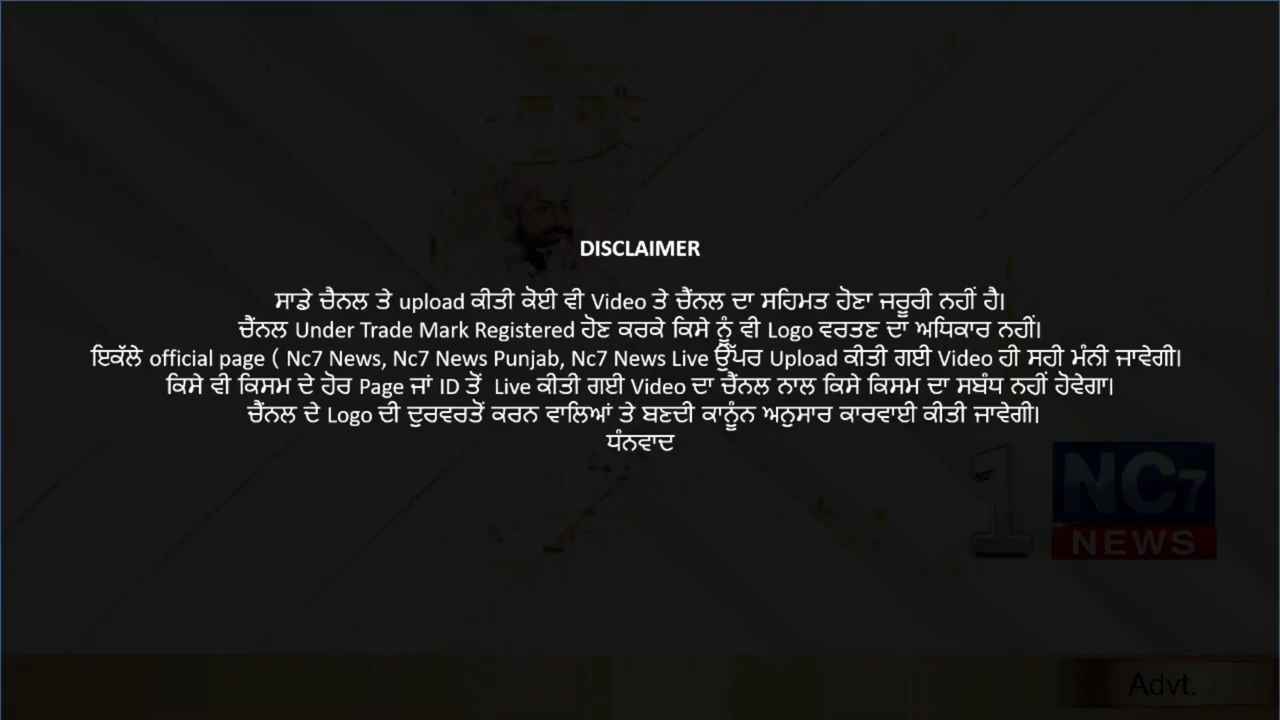 DISCLAIMER
ਸਾਡੇ ਚੈਨਲ ਤੇ upload ਕੀਤੀ ਕੋਈ ਵੀ Video ਤੇ ਚੈਂਨਲ ਦਾ ਸਹਿਮਤ ਹੋਣਾ ਜਰੂਰੀ ਨਹੀਂ ਹੈ।
ਚੈਂਨਲ Under Trade Mark Registered ਹੋਣ ਕਰਕੇ ਕਿਸੇ ਨੂੰ ਵੀ Logo ਵਰਤਣ ਦਾ ਅਧਿਕਾਰ ਨਹੀਂ।
ਇਕੱਲੇ official page ( Nc7 News, Nc7 News Punjab, Nc7 News Live ਉੱਪਰ Upload ਕੀਤੀ ਗਈ Video ਹੀ ਸਹੀ ਮੰਨੀ ਜਾਵੇਗੀ।
ਕਿਸੇ ਵੀ ਕਿਸਮ ਦੇ ਹੋਰ Page ਜਾਂ ID ਤੋਂ Live ਕੀਤੀ ਗਈ Video ਦਾ ਚੈਂਨਲ ਨਾਲ ਕਿਸੇ ਕਿਸਮ ਦਾ ਸਬੰਧ ਨਹੀਂ ਹੋਵੇਗਾ।
ਚੈਂਨਲ ਦੇ Logo ਦੀ ਦੁਰਵਰਤੋਂ ਕਰਨ ਵਾਲਿਆਂ ਤੇ ਬਣਦੀ ਕਾਨੂੰਨ ਅਨੁਸਾਰ ਕਾਰਵਾਈ ਕੀਤੀ ਜਾਵੇਗੀ।
ਧੰਨਵਾਦ
1 NC7
NEWS
Advt.